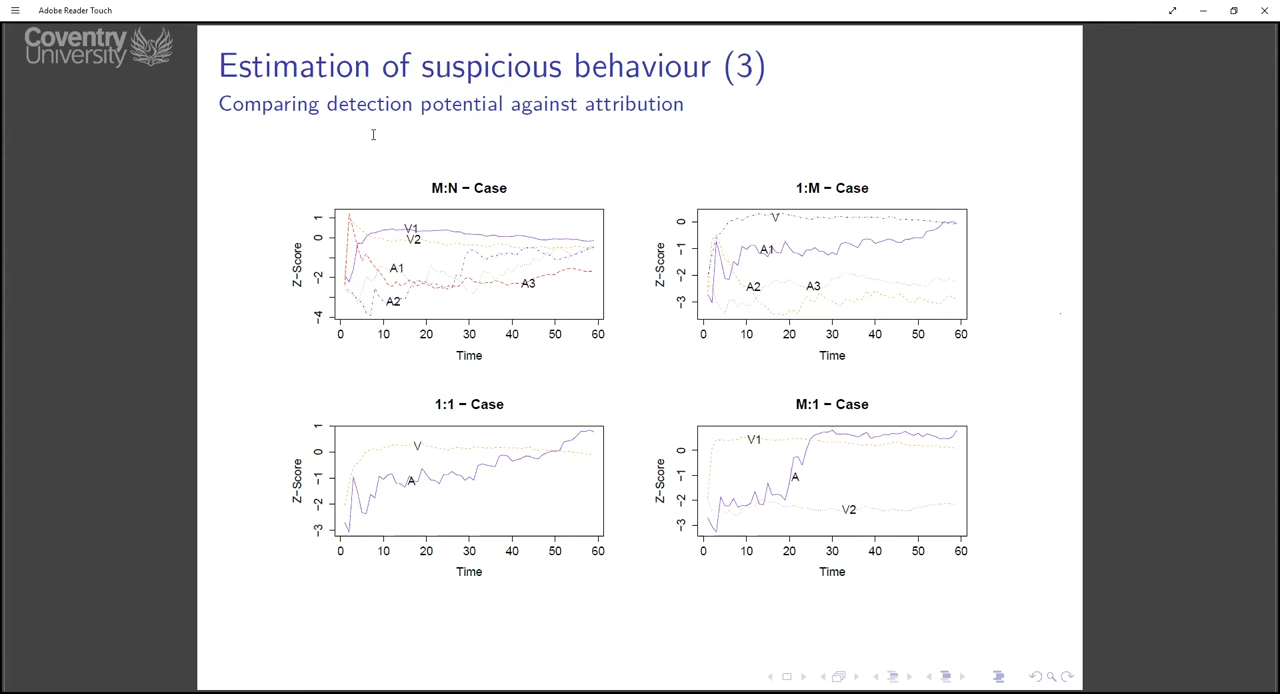 Adobe Reader Touch
Coventry
University
Estimation of suspicious behaviour (3)
Comparing detection potential against attribution
M:N − Case
Z−Score
1
0
−2
−4
V1
V2
A1
A2
A3
0 10 20 30 40 50 60
Time
1:M − Case
Z−Score
0
−1
−2
−3
V
A1
A2
A3
0 10 20 30 40 50 60
Time
1:1 − Case
Z−Score
1
0
−1
−2
−3
V
A
0 10 20 30 40 50 60
Time
M:1 − Case
Z−Score
0
−1
−2
−3
V1
A
V2
0 10 20 30 40 50 60
Time